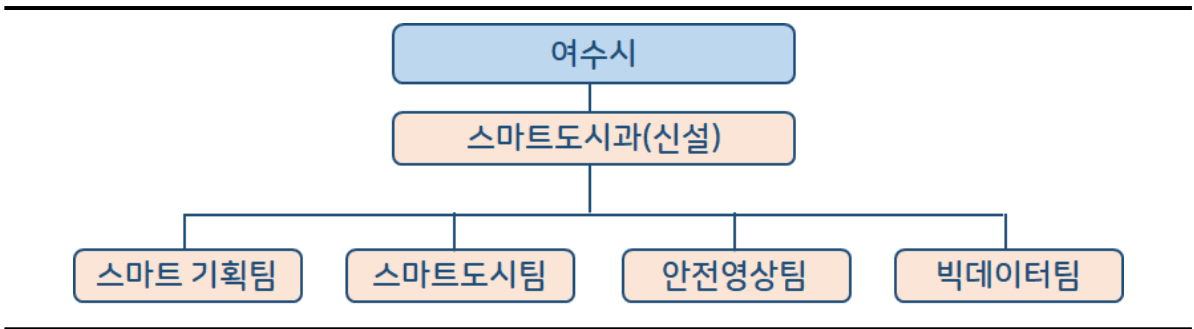 여수시
스마트도시과(신설)
스마트 기획팀
스마트도시팀
안전영상팀
빅데이터팀